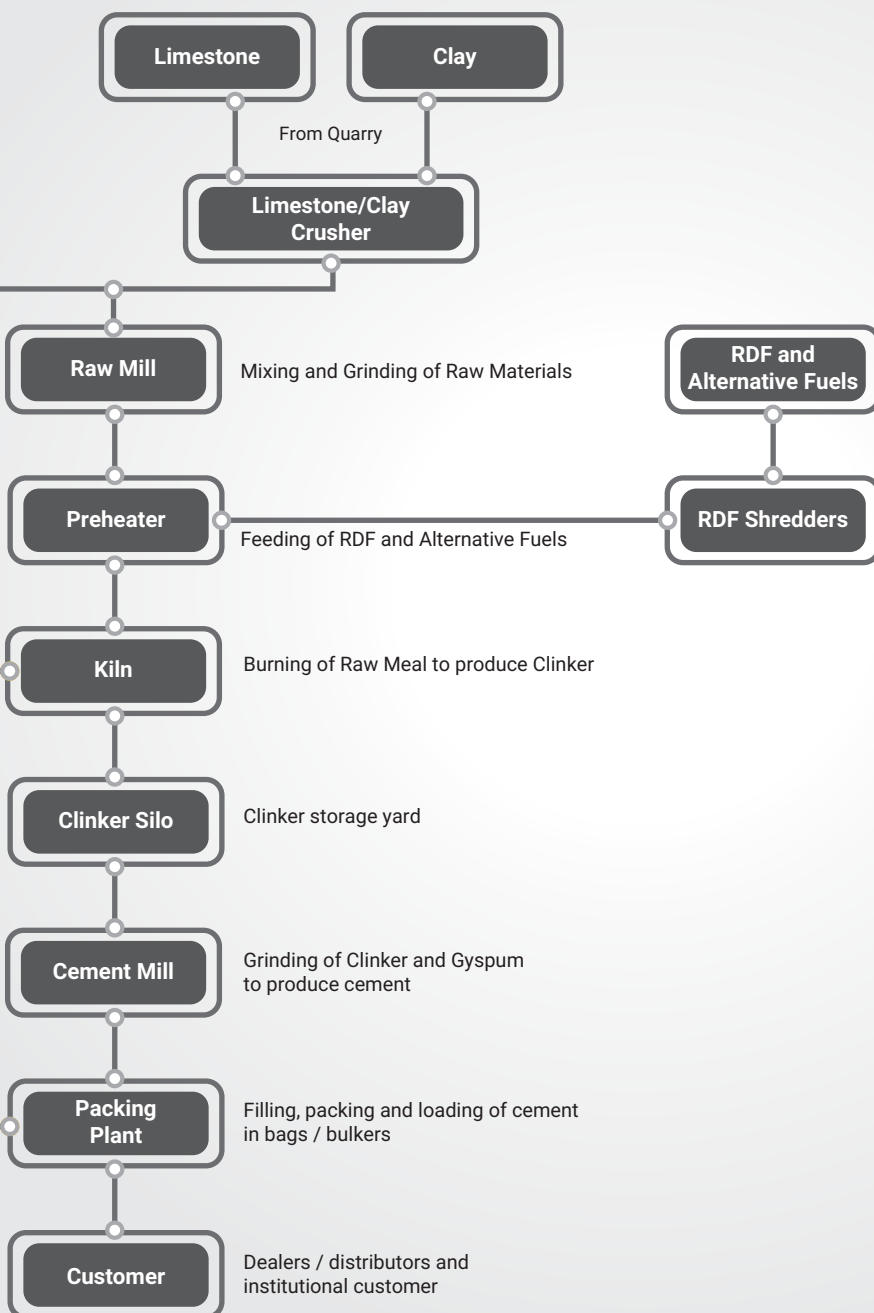 Limestone
Clay
From Quarry
Limestone/Clay
Crusher
Raw Mill
Mixing and Grinding of Raw Materials
RDF and
Alternative Fuels
Preheater
Feeding of RDF and Alternative Fuels
RDF Shredders
Kiln
Burning of Raw Meal to produce Clinker
Clinker Silo
Clinker storage yard
Cement Mill
Grinding of Clinker and Gyspum
to produce cement
Packing
Plant
Filling, packing and loading of cement
in bags / bulkers
Customer
Dealers / distributors and
institutional customer